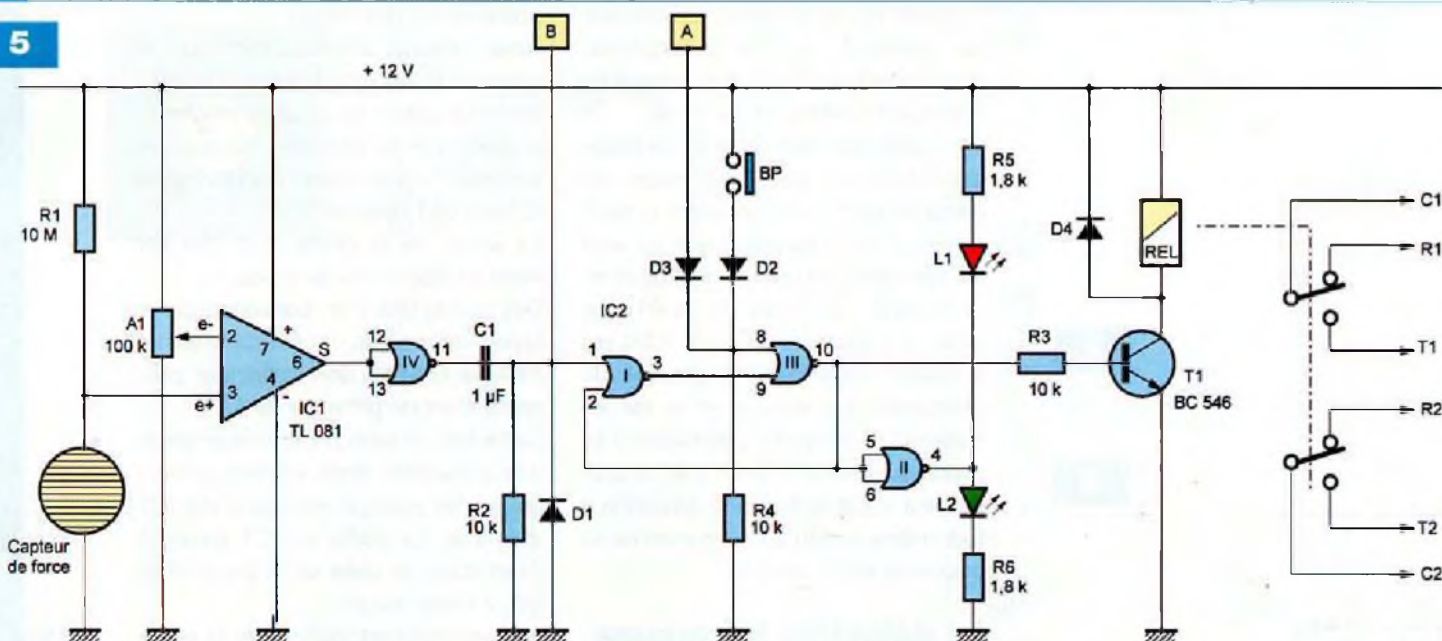 5
B
A
+ 12 V
R1
10 M
A1
100 k
e-
2
7
+
S
6
3
4
-
e+
IC1
TL 081
Capteur
de force
12
13
IV
11
C1
1 µF
R2
10 k
D1
IC2
1
2
I
3
D3
D2
BP
8
9
III
10
R4
10 k
5
6
II
4
R5
1,8 k
L1
L2
R6
1,8 k
R3
10 k
D4
REL
T1
BC 546
C1
R1
T1
R2
T2
C2